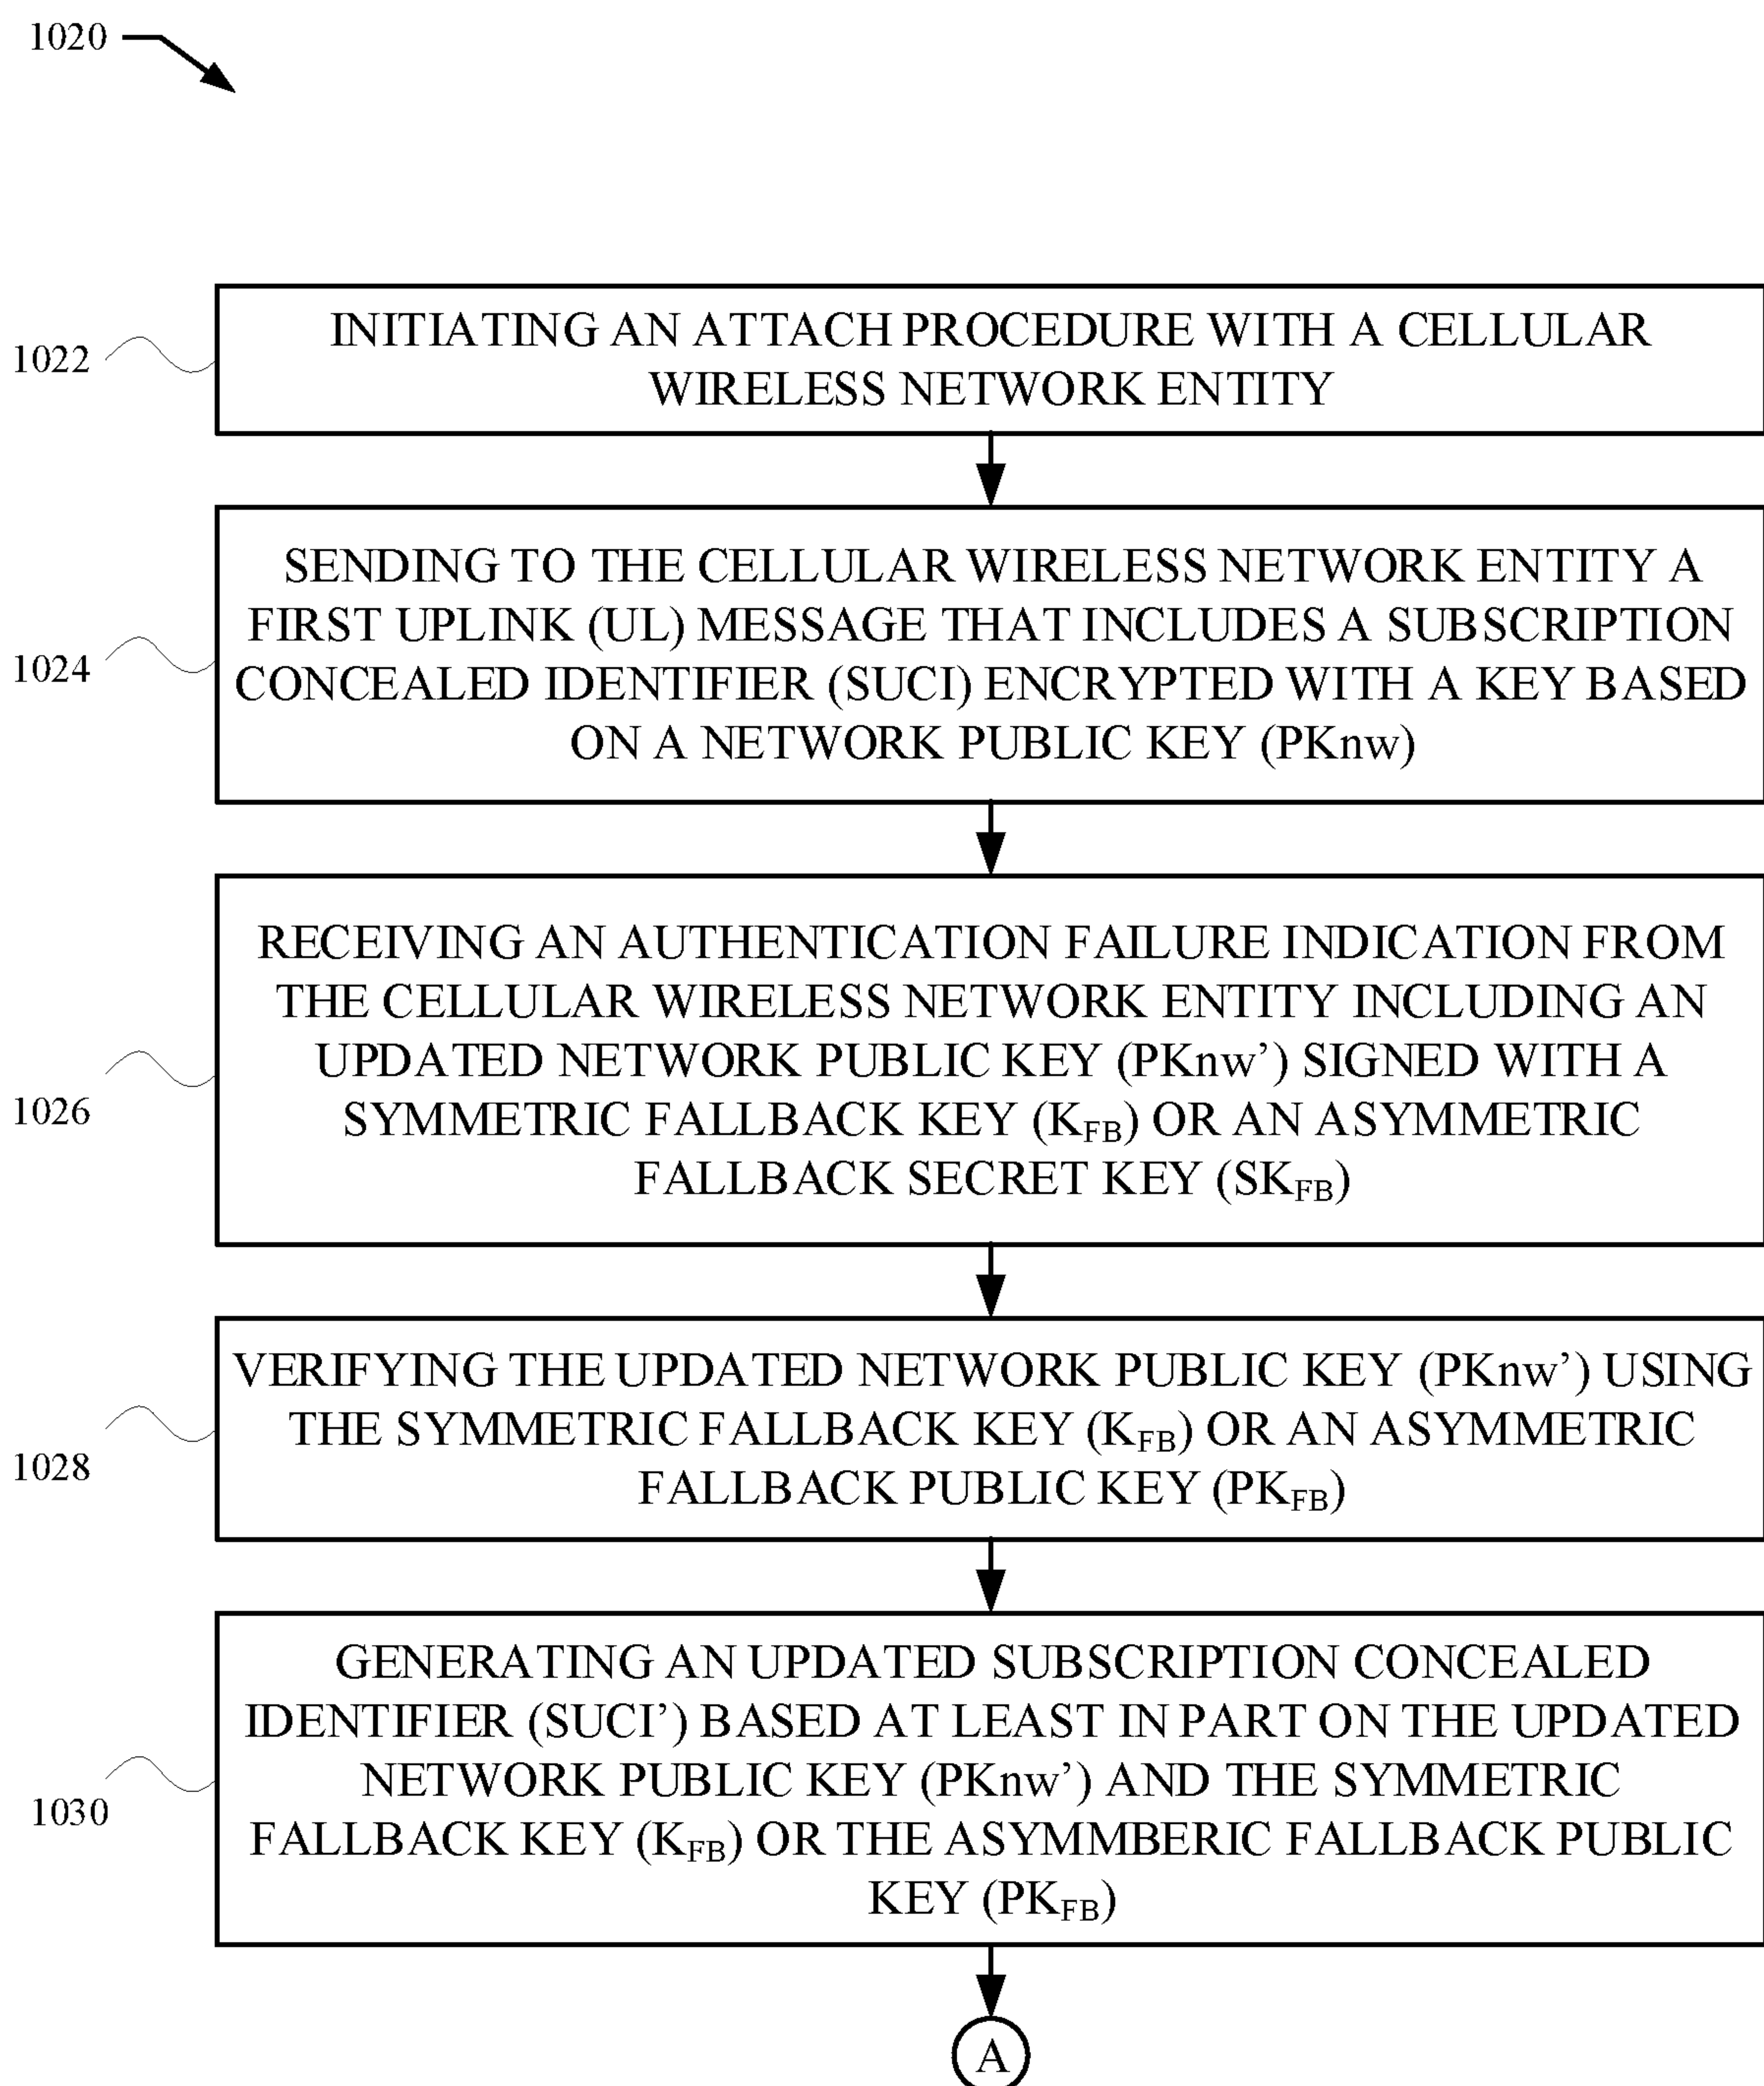 1020
1022
INITIATING AN ATTACH PROCEDURE WITH A CELLULAR
WIRELESS NETWORK ENTITY
1024
SENDING TO THE CELLULAR WIRELESS NETWORK ENTITY A
FIRST UPLINK (UL) MESSAGE THAT INCLUDES A SUBSCRIPTION
CONCEALED IDENTIFIER (SUCI) ENCRYPTED WITH A KEY BASED
ON A NETWORK PUBLIC KEY (PKnw)
1026
RECEIVING AN AUTHENTICATION FAILURE INDICATION FROM
THE CELLULAR WIRELESS NETWORK ENTITY INCLUDING AN
UPDATED NETWORK PUBLIC KEY (PKnw’) SIGNED WITH A
SYMMETRIC FALLBACK KEY (KFB) OR AN ASYMMETRIC
FALLBACK SECRET KEY (SKFB)
1028
VERIFYING THE UPDATED NETWORK PUBLIC KEY (PKnw’) USING
THE SYMMETRIC FALLBACK KEY (KFB) OR AN ASYMMETRIC
FALLBACK PUBLIC KEY (PKFB)
1030
GENERATING AN UPDATED SUBSCRIPTION CONCEALED
IDENTIFIER (SUCI’) BASED AT LEAST IN PART ON THE UPDATED
NETWORK PUBLIC KEY (PKnw’) AND THE SYMMETRIC
FALLBACK KEY (KFB) OR THE ASYMMBERIC FALLBACK PUBLIC
KEY (PKFB)
A